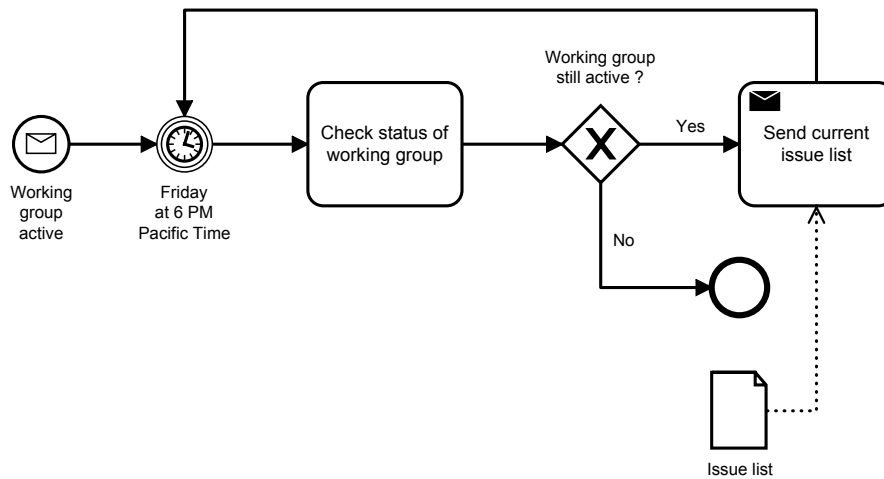 Working group
still active ?
Check status of
working group
Yes
Send current
issue list
Working
group
active
Friday
at 6 PM
Pacific Time
No
Issue list